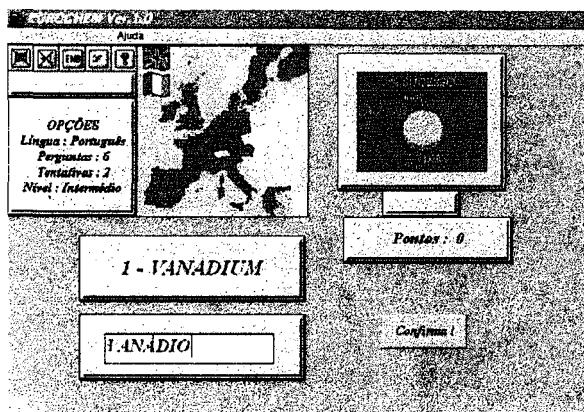 EUROCHEM Ver. 1.0
Ajuda
END
?
OPÇÕES
Língua : Português
Perguntas : 6
Tentativas : 2
Nível : Intermédio
Pontos : 0
1 - VANADIUM
VANÁDIO
Confirma !